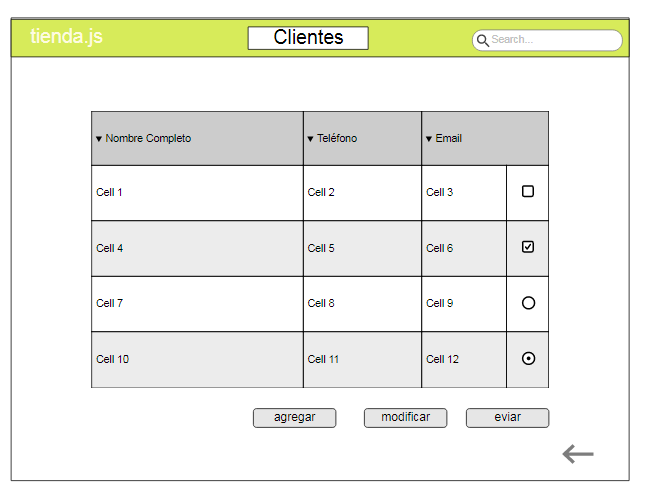 tienda.js Clientes Search...
▼ Nombre Completo ▼ Teléfono ▼ Email
Cell 1 Cell 2 Cell 3
Cell 4 Cell 5 Cell 6
Cell 7 Cell 8 Cell 9
Cell 10 Cell 11 Cell 12
agregar modificar eviar